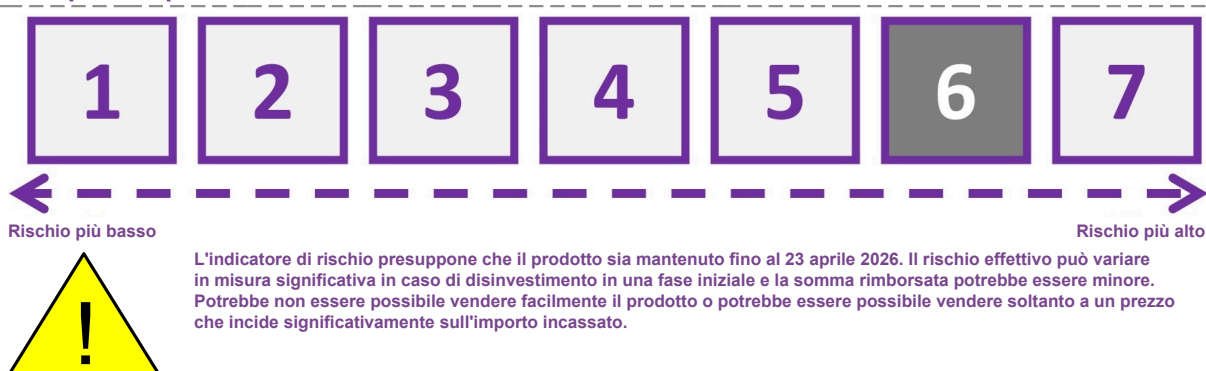 1 2 3 4 5 6 7
Rischio più basso Rischio più alto
L'indicatore di rischio presuppone che il prodotto sia mantenuto fino al 23 aprile 2026. Il rischio effettivo può variare
in misura significativa in caso di disinvestimento in una fase iniziale e la somma rimborsata potrebbe essere minore.
Potrebbe non essere possibile vendere facilmente il prodotto o potrebbe essere possibile vendere soltanto a un prezzo
che incide significativamente sull'importo incassato.
!